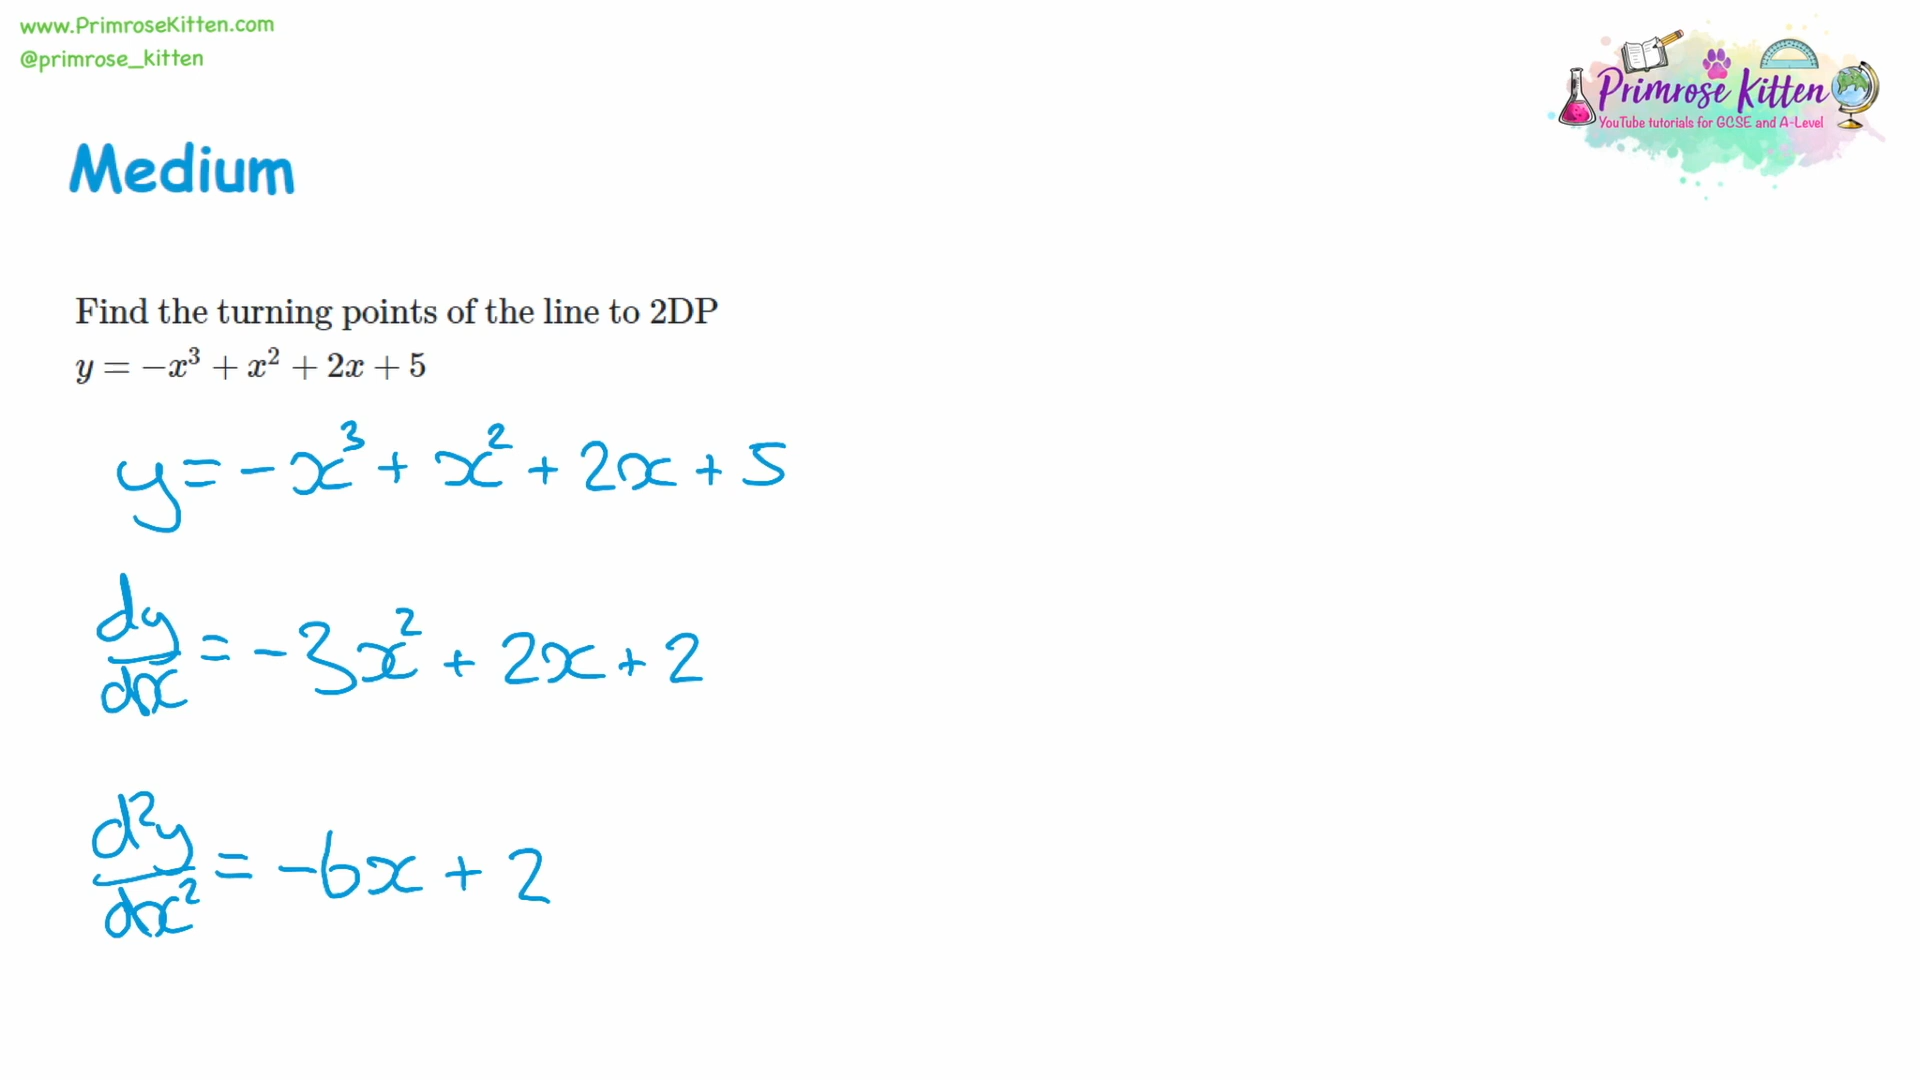 www.PrimroseKitten.com
@primrose_kitten
Primrose Kitten
YouTube tutorials for GCSE and A-Level
Medium
Find the turning points of the line to 2DP
y = −x³ + x² + 2x + 5
y = -x³ + x² + 2x + 5
dy/dx = -3x² + 2x + 2
d²y/dx² = -6x + 2